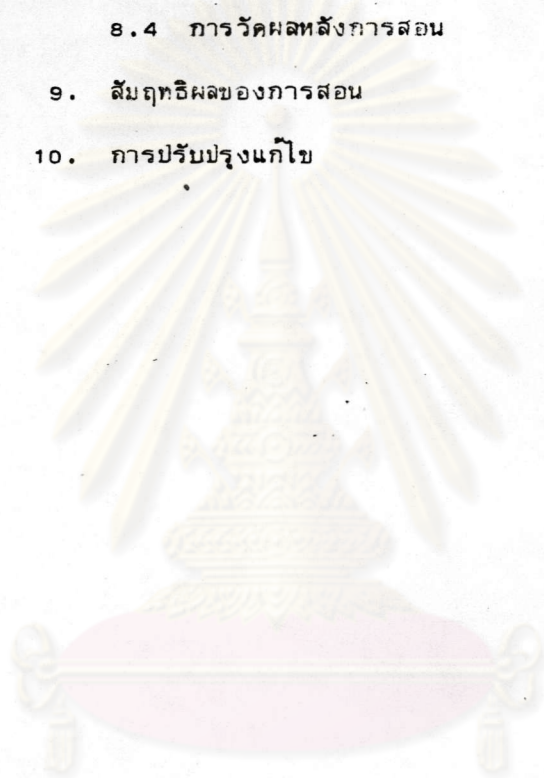 8.4 การวัดผลหลังการสอน
9. สัมฤทธิผลของการสอน
10. การปรับปรุงแก้ไข